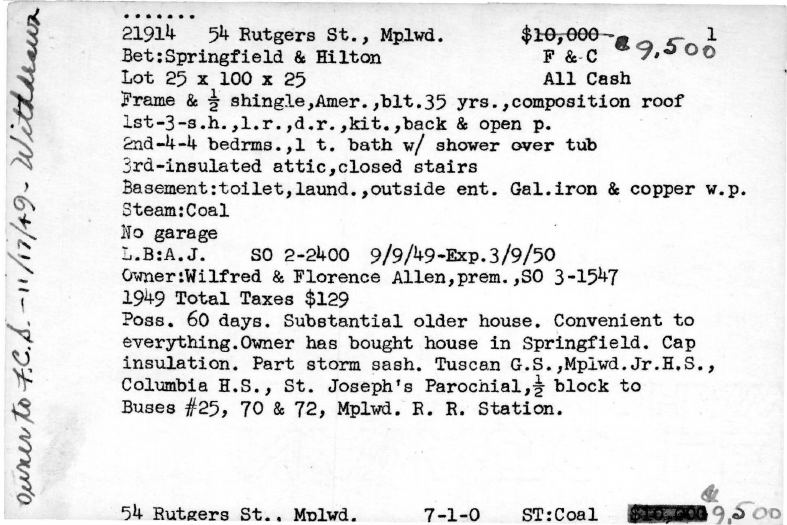 21914 54 Rutgers St., Mplwd. $10,000- 9,500 1
Bet:Springfield & Hilton F & C
Lot 25 x 100 x 25 All Cash
Frame & ½ shingle,Amer.,blt.35 yrs.,composition roof
1st-3-s.h.,l.r.,d.r.,kit.,back & open p.
2nd-4-4 bedrms.,1 t. bath w/ shower over tub
3rd-insulated attic,closed stairs
Basement:toilet,laund.,outside ent. Gal.iron & copper w.p.
Steam:Coal
No garage
L.B:A.J. SO 2-2400 9/9/49-Exp.3/9/50
Owner:Wilfred & Florence Allen,prem.,SO 3-1547
1949 Total Taxes $129
Poss. 60 days. Substantial older house. Convenient to
everything.Owner has bought house in Springfield. Cap
insulation. Part storm sash. Tuscan G.S.,Mplwd.Jr.H.S.,
Columbia H.S., St. Joseph's Parochial,½ block to
Buses #25, 70 & 72, Mplwd. R. R. Station.
54 Rutgers St., Mplwd. 7-1-0 ST:Coal $10,000 9,500
owner to F.C.S. - 11/17/49 - Withdrawn